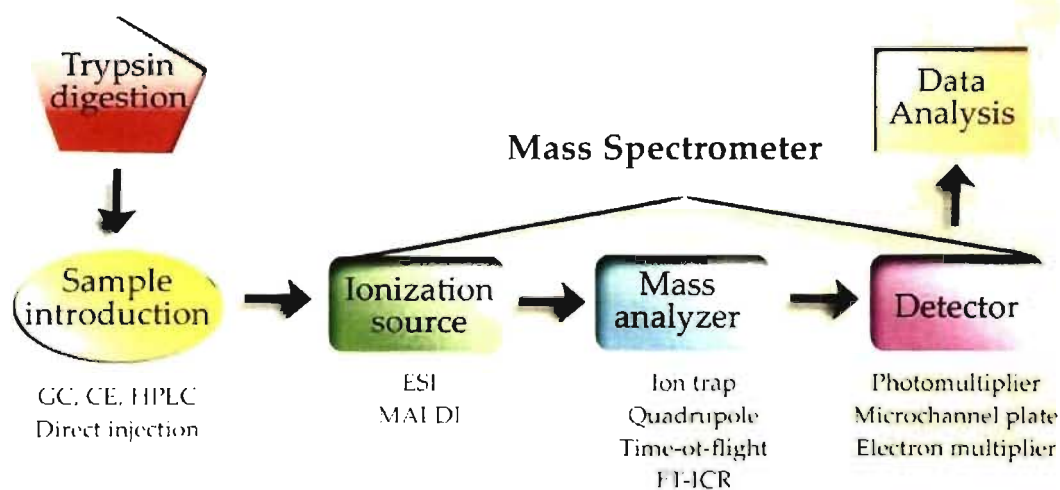 Trypsin
digestion
Data
Analysis
Mass Spectrometer
Sample
introduction
Ionization
source
Mass
analyzer
Detector
GC, CE, HPLC
Direct injection
ESI
MALDI
Ion trap
Quadrupole
Time-of-flight
FT-ICR
Photomultiplier
Microchannel plate
Electron multiplier